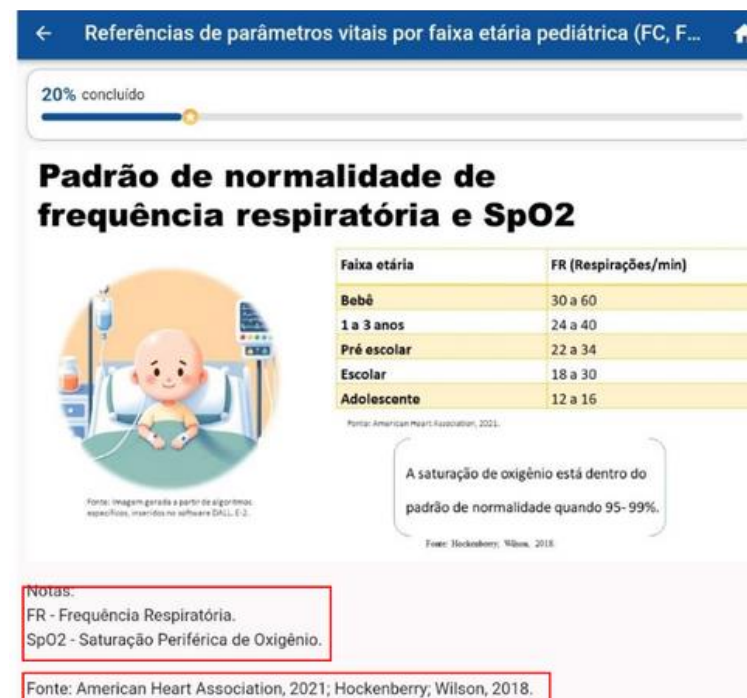 Referências de parâmetros vitais por faixa etária pediátrica (FC, F...
20% concluído
Padrão de normalidade de
frequência respiratória e SpO2
Faixa etária FR (Respirações/min)
Bebê 30 a 60
1 a 3 anos 24 a 40
Pré escolar 22 a 34
Escolar 18 a 30
Adolescente 12 a 16
Fonte: American Heart Association, 2021.
Fonte: Imagem gerada a partir de algoritmos
específicos, inseridos no software DALL.E-2.
A saturação de oxigênio está dentro do
padrão de normalidade quando 95- 99%.
Fonte: Hockenberry; Wilson, 2018.
Notas:
FR - Frequência Respiratória.
SpO2 - Saturação Periférica de Oxigênio.
Fonte: American Heart Association, 2021; Hockenberry; Wilson, 2018.